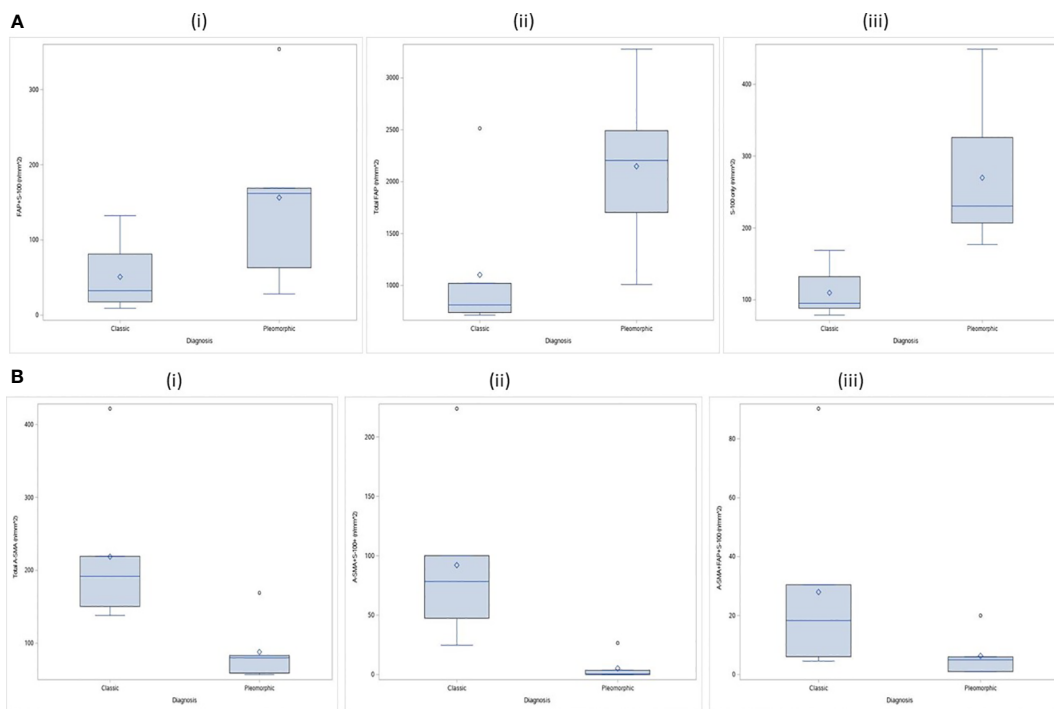 A
(i)
(ii)
(iii)
FAP+S-100 (n/mm^2)
300
200
100
0
Classic
Pleomorphic
Diagnosis
Total FAP (n/mm^2)
3000
2500
2000
1500
1000
Classic
Pleomorphic
Diagnosis
S-100 only (n/mm^2)
400
300
200
100
Classic
Pleomorphic
Diagnosis
B
(i)
(ii)
(iii)
Total A-SMA (n/mm^2)
400
300
200
100
Classic
Pleomorphic
Diagnosis
A-SMA+S-100+ (n/mm^2)
200
150
100
50
0
Classic
Pleomorphic
Diagnosis
A-SMA+FAP+S-100 (n/mm^2)
80
60
40
20
0
Classic
Pleomorphic
Diagnosis